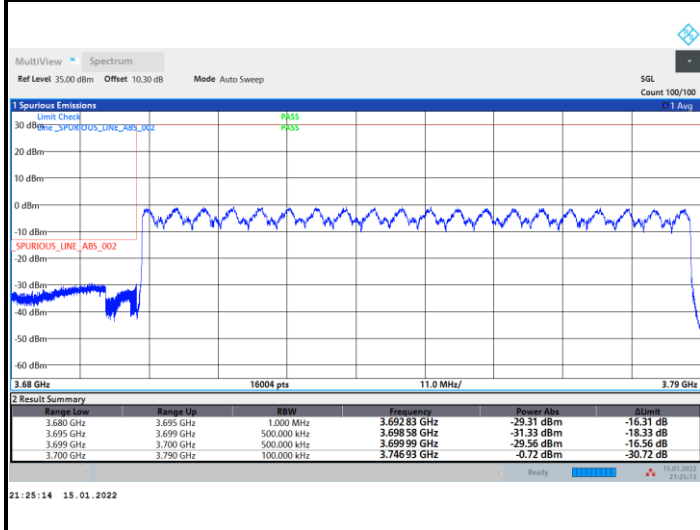 MultiView Spectrum
Ref Level 35.00 dBm Offset 10.30 dB Mode Auto Sweep SGL
Count 100/100
1 Spurious Emissions 1 Avg
Limit Check PASS
30 dBm Line _SPURIOUS_LINE_ABS_002 PASS
20 dBm
10 dBm
0 dBm
-10 dBm
_SPURIOUS_LINE_ABS_002
-20 dBm
-30 dBm
-40 dBm
-50 dBm
-60 dBm
3.68 GHz 16004 pts 11.0 MHz/ 3.79 GHz
2 Result Summary
Range Low Range Up RBW Frequency Power Abs ΔLimit
3.680 GHz 3.695 GHz 1.000 MHz 3.692 83 GHz -29.31 dBm -16.31 dB
3.695 GHz 3.699 GHz 500.000 kHz 3.698 58 GHz -31.33 dBm -18.33 dB
3.699 GHz 3.700 GHz 500.000 kHz 3.699 99 GHz -29.56 dBm -16.56 dB
3.700 GHz 3.790 GHz 100.000 kHz 3.746 93 GHz -0.72 dBm -30.72 dB
Ready 15.01.2022
21:25:13
21:25:14 15.01.2022